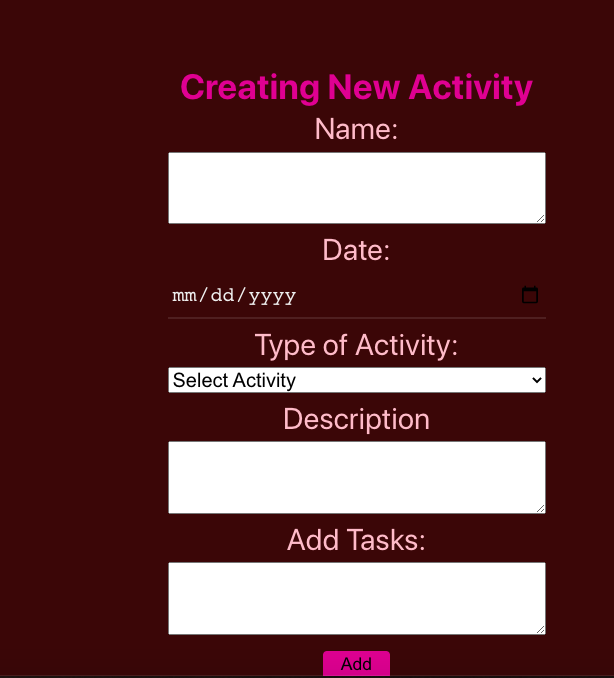 Creating New Activity
Name:
Date:
mm/dd/yyyy
Type of Activity:
Select Activity
Description
Add Tasks:
Add